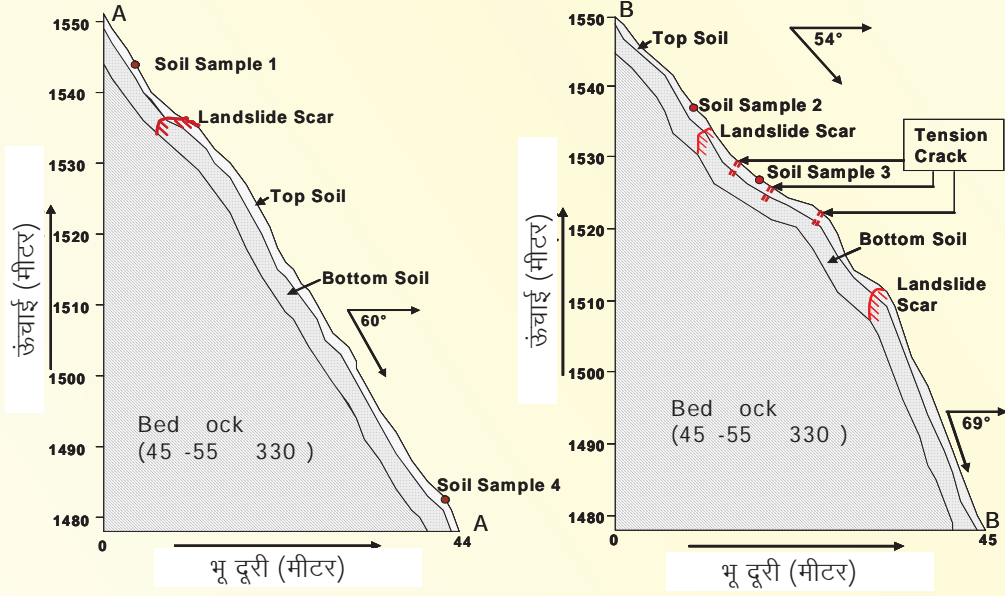 A
1550
1540
1530
1520
1510
1500
1490
1480
ऊंचाई (मीटर)
Soil Sample 1
Landslide Scar
Top Soil
Bottom Soil
60°
Bed ock
(45 -55 330 )
Soil Sample 4
A
0
44
भू दूरी (मीटर)
B
1550
1540
1530
1520
1510
1500
1490
1480
ऊंचाई (मीटर)
Top Soil
54°
Soil Sample 2
Landslide Scar
Tension
Crack
Soil Sample 3
Bottom Soil
Landslide
Scar
Bed ock
(45 -55 330 )
69°
B
0
45
भू दूरी (मीटर)